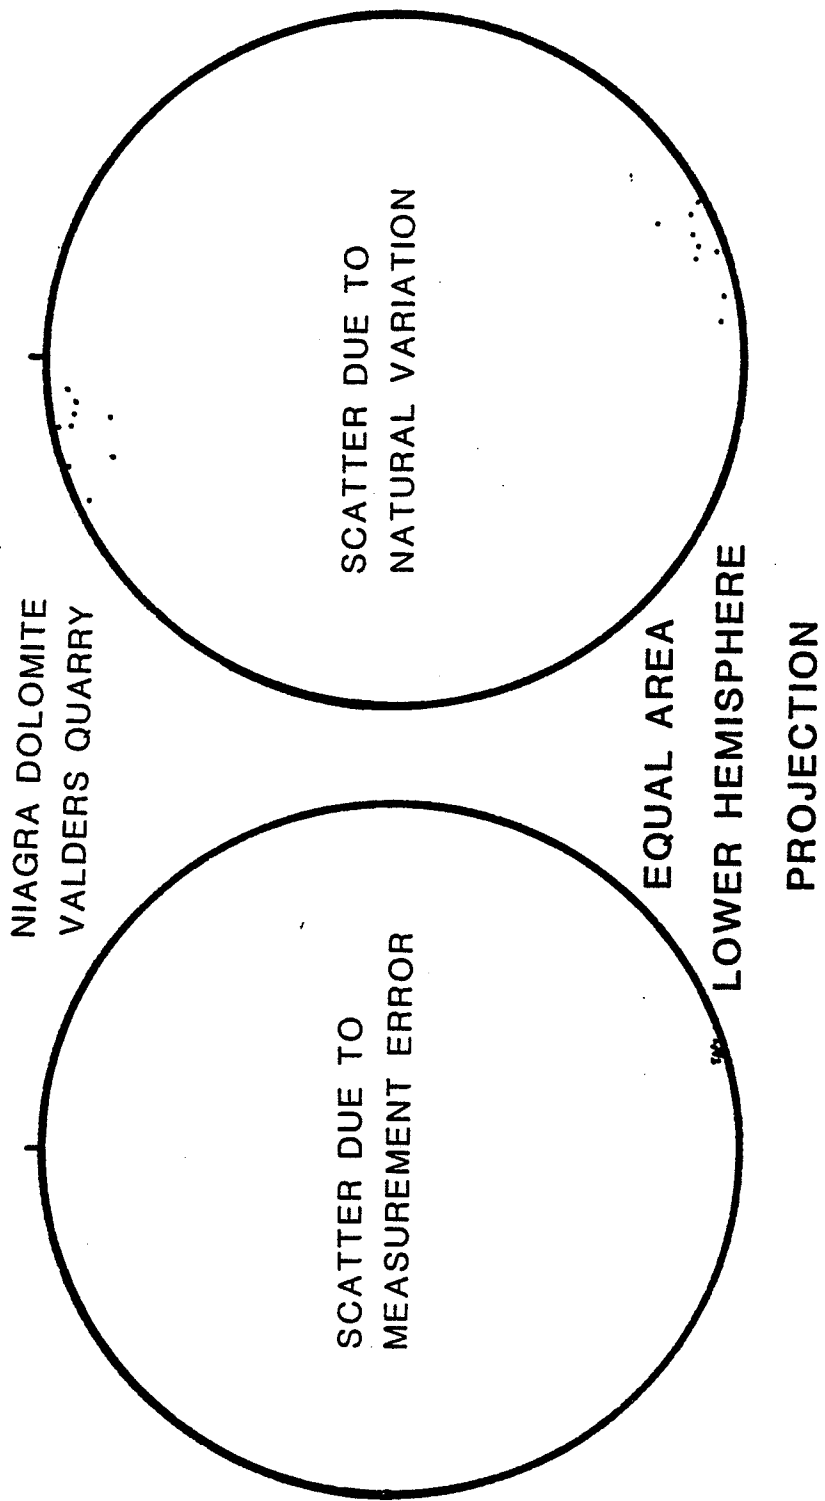 NIAGRA DOLOMITE
VALDERS QUARRY
SCATTER DUE TO
MEASUREMENT ERROR
SCATTER DUE TO
NATURAL VARIATION
EQUAL AREA
LOWER HEMISPHERE
PROJECTION